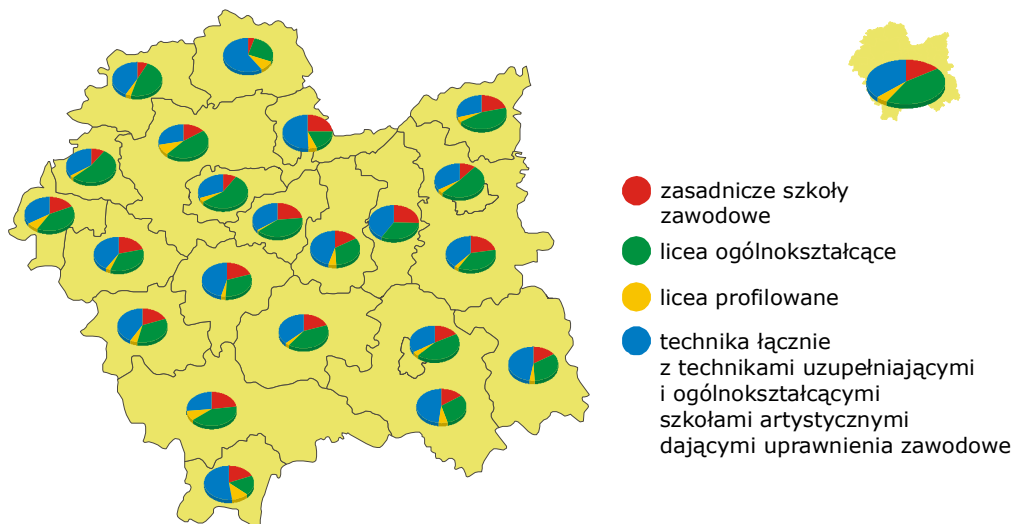 zasadnicze szkoły
zawodowe
licea ogólnokształcące
licea profilowane
technika łącznie
z technikami uzupełniającymi
i ogólnokształcącymi
szkołami artystycznymi
dającymi uprawnienia zawodowe